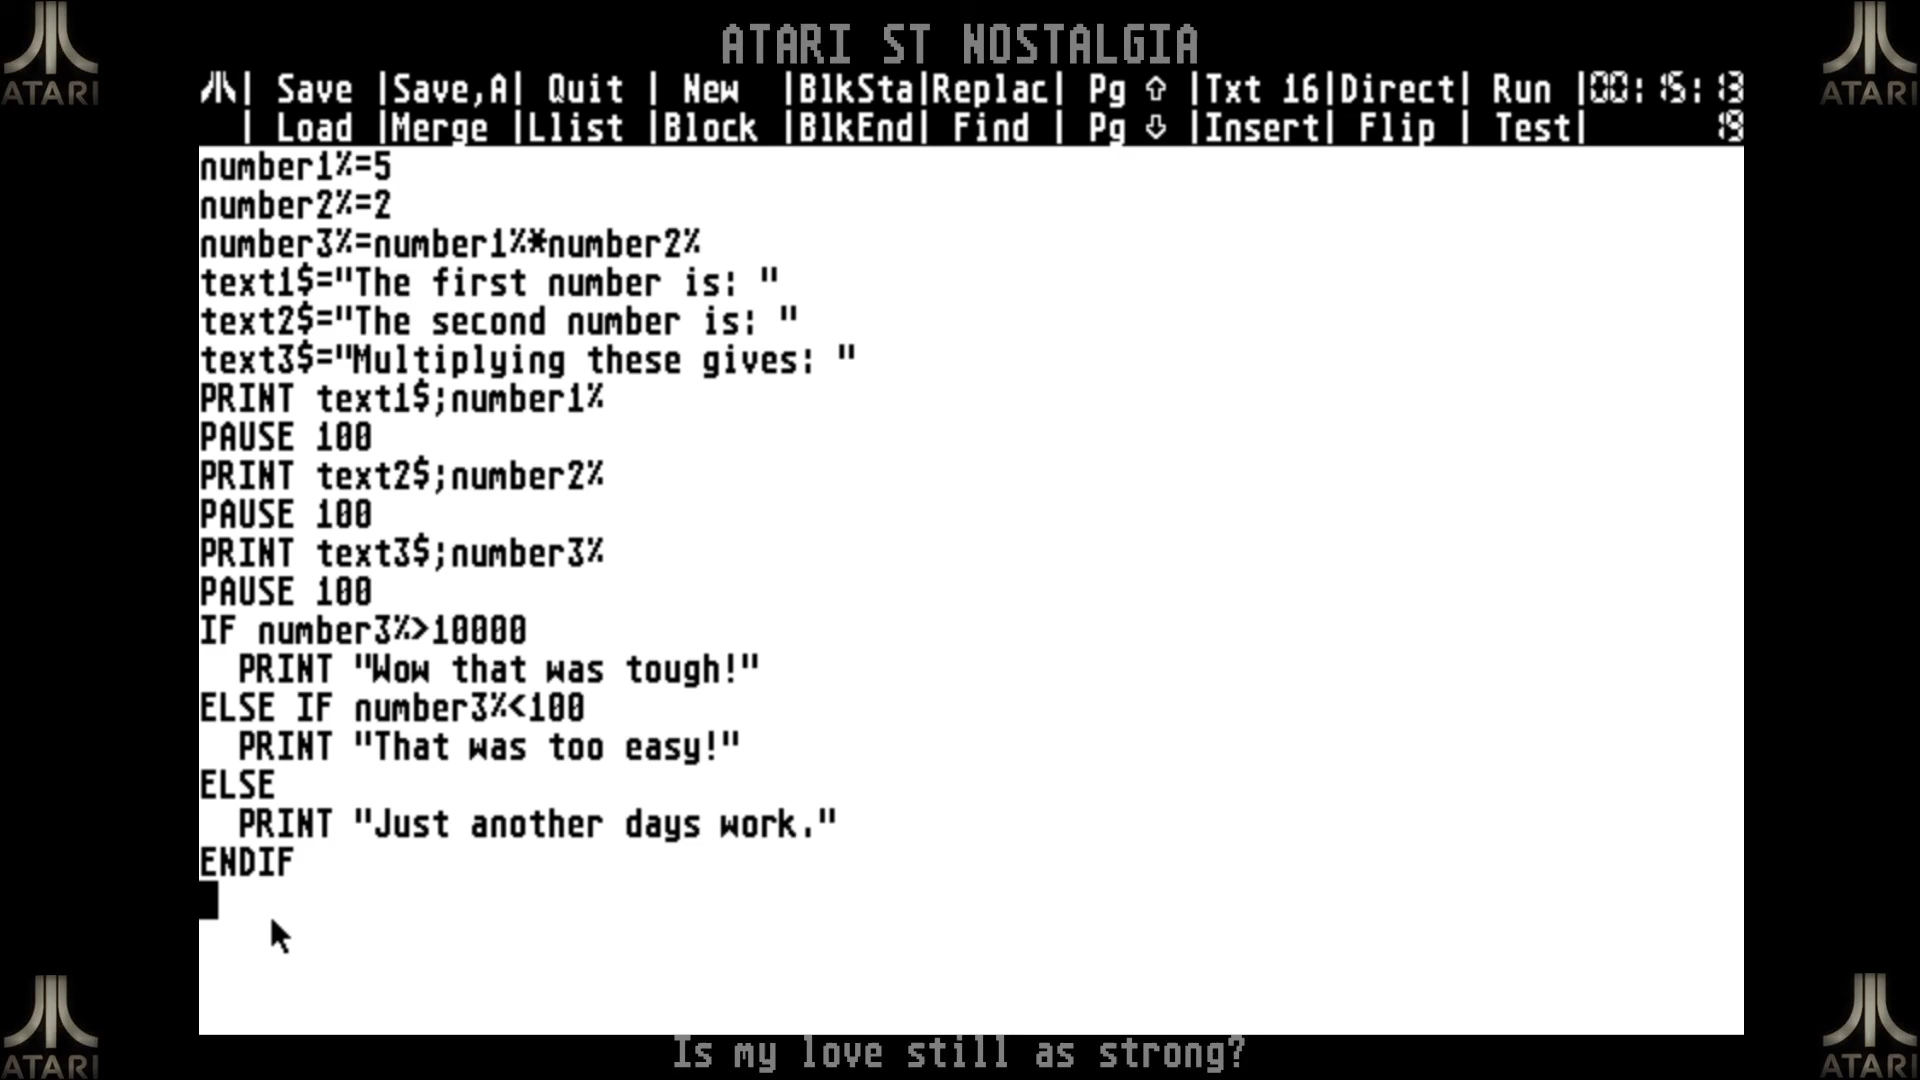 ATARI ST NOSTALGIA
ATARI
ATARI
| Save |Save,A| Quit | New |BlkSta|Replac| Pg ⇧ |Txt 16|Direct| Run |00:15:13
| Load |Merge |Llist |Block |BlkEnd| Find | Pg ⇩ |Insert| Flip | Test| 19
number1%=5
number2%=2
number3%=number1%*number2%
text1$="The first number is: "
text2$="The second number is: "
text3$="Multiplying these gives: "
PRINT text1$;number1%
PAUSE 100
PRINT text2$;number2%
PAUSE 100
PRINT text3$;number3%
PAUSE 100
IF number3%>10000
  PRINT "Wow that was tough!"
ELSE IF number3%<100
  PRINT "That was too easy!"
ELSE
  PRINT "Just another days work."
ENDIF
Is my love still as strong?
ATARI
ATARI